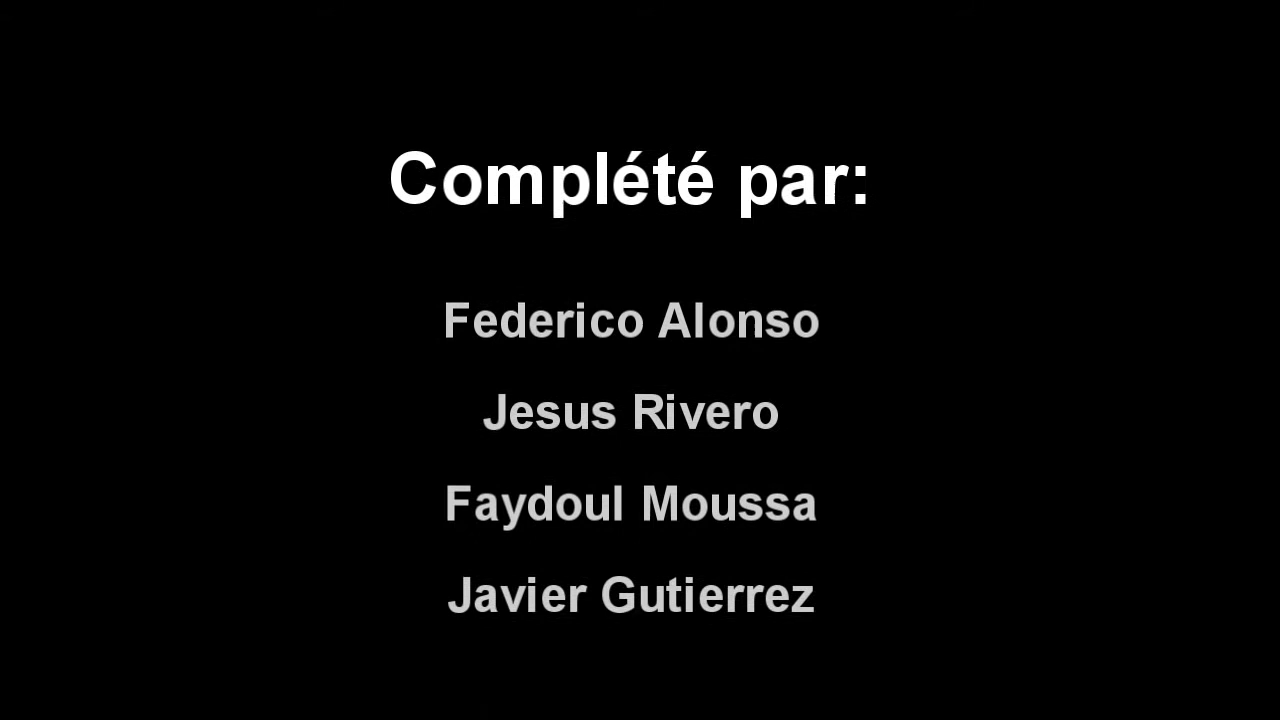 Complété par:
Federico Alonso
Jesus Rivero
Faydoul Moussa
Javier Gutierrez